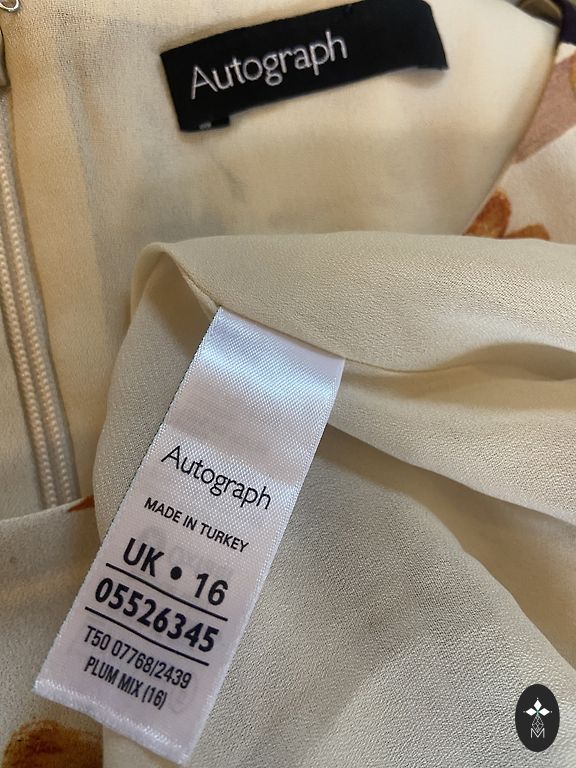 Autograph
Autograph
MADE IN TURKEY
UK • 16
05526345
T50 07768/2439
PLUM MIX (16)
M